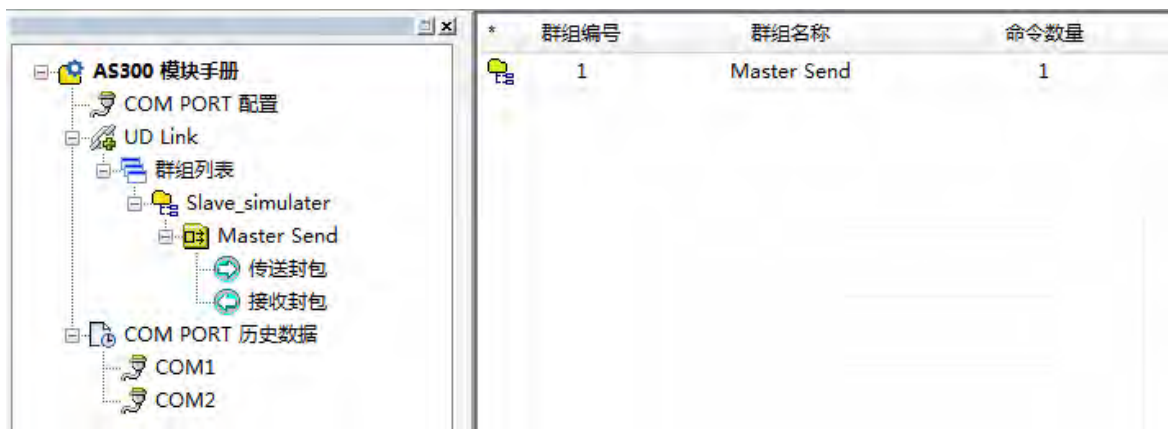 AS300 模块手册
COM PORT 配置
UD Link
群组列表
Slave_simulater
Master Send
传送封包
接收封包
COM PORT 历史数据
COM1
COM2
* 群组编号 群组名称 命令数量
1 Master Send 1